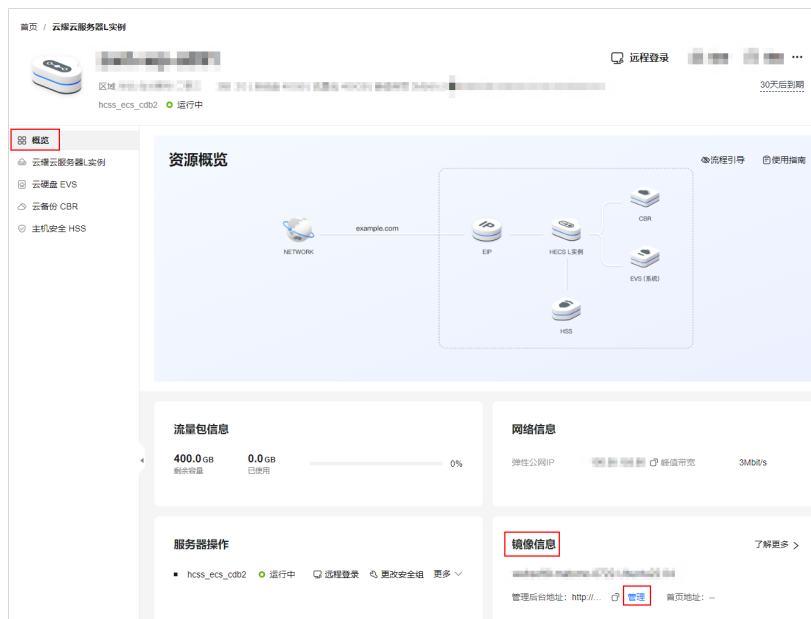 首页 / 云耀云服务器L实例
远程登录
区域
30天后到期
hcss_ecs_cdb2 运行中
概览
云耀云服务器L实例
云硬盘 EVS
云备份 CBR
主机安全 HSS
资源概览
流程引导 使用指南
CBR
example.com
NETWORK
EIP
HECS L实例
EVS (系统)
HSS
流量包信息
400.0 GB 0.0 GB
0%
剩余容量 已使用
网络信息
弹性公网IP 峰值带宽 3Mbit/s
服务器操作
hcss_ecs_cdb2 运行中 远程登录 更改安全组 更多
镜像信息
了解更多
管理后台地址: http://... 管理 首页地址: --